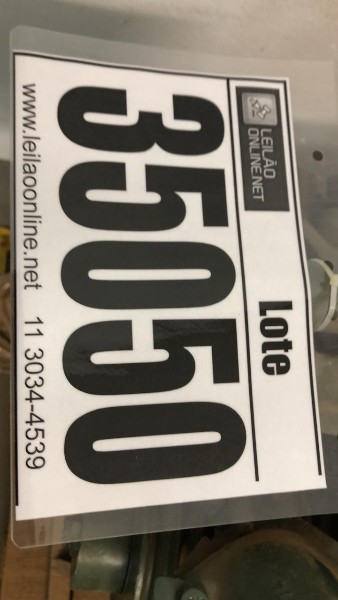 LEILÃO
ONLINE.NET
Lote
35050
www.leilaoonline.net 11 3034-4539